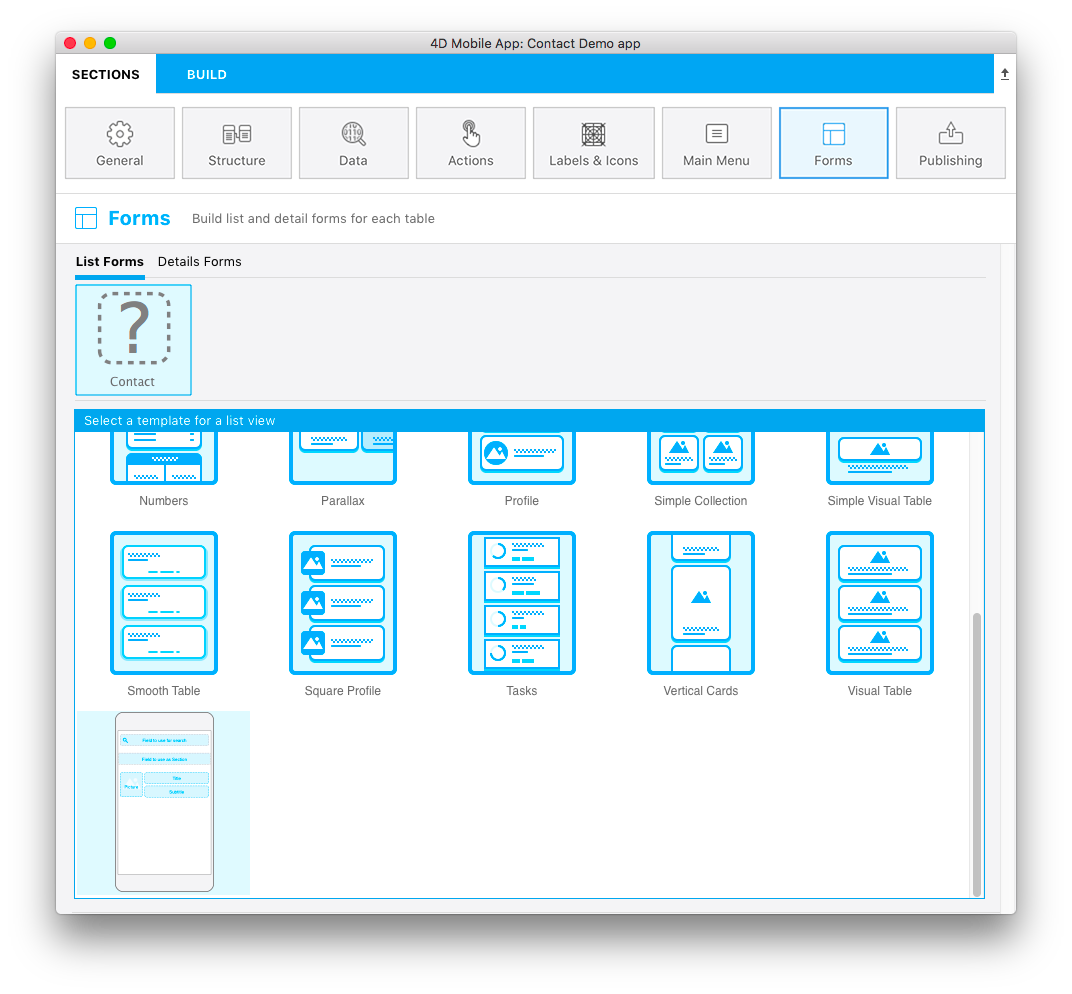 4D Mobile App: Contact Demo app
SECTIONS BUILD
General Structure Data Actions Labels & Icons Main Menu Forms Publishing
Forms Build list and detail forms for each table
List Forms Details Forms
?
Contact
Select a template for a list view
Numbers Parallax Profile Simple Collection Simple Visual Table
Smooth Table Square Profile Tasks Vertical Cards Visual Table
Field to use for search
Field to use as Section
Title
Picture
Subtitle